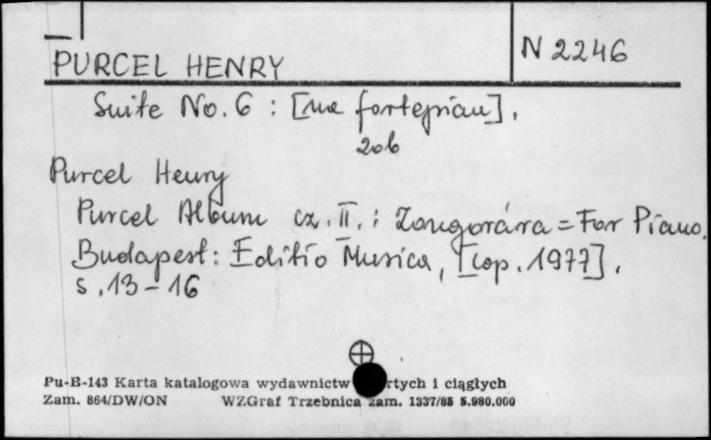 N 2246
PURCEL HENRY
Suite No. 6 : [na fortepian].
zob
Purcel Henry
Purcel Album cz. II. : Zongorára = For Piano.
Budapest: Editio Musica, [cop. 1977].
s. 13 - 16
Pu-B-143 Karta katalogowa wydawnictw rtych i ciągłych
Zam. 864/DW/ON WZGraf Trzebnica zam. 1337/85 5.980.000